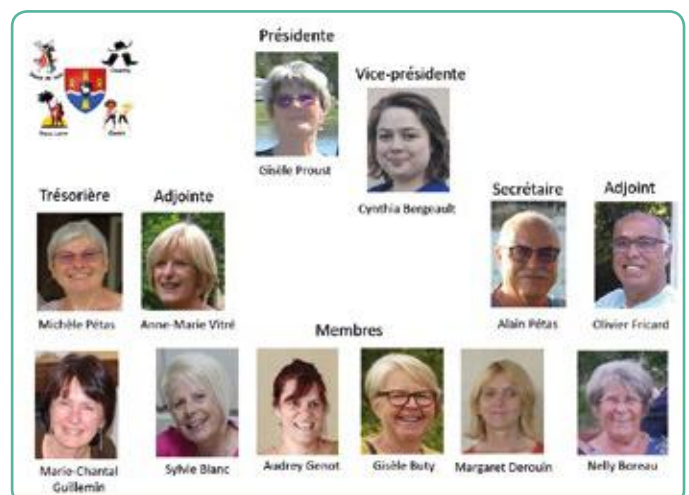 Présidente
Vice-présidente
Gisèle Proust
Cynthia Bergeault
Trésorière
Adjointe
Secrétaire
Adjoint
Michèle Pétas
Anne-Marie Vitré
Alain Pétas
Olivier Fricard
Membres
Marie-Chantal
Guillemin
Sylvie Blanc
Audrey Genot
Gisèle Buty
Margaret Derouin
Nelly Boreau